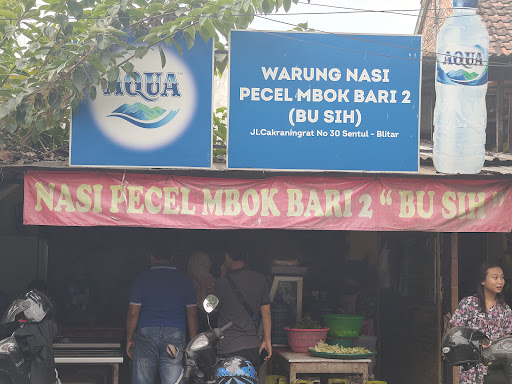 AQUA
WARUNG NASI
PECEL MBOK BARI 2
(BU SIH)
Jl.Cakraningrat No 30 Sentul - Blitar
AQUA
NASI PECEL MBOK BARI 2 " BU SIH "